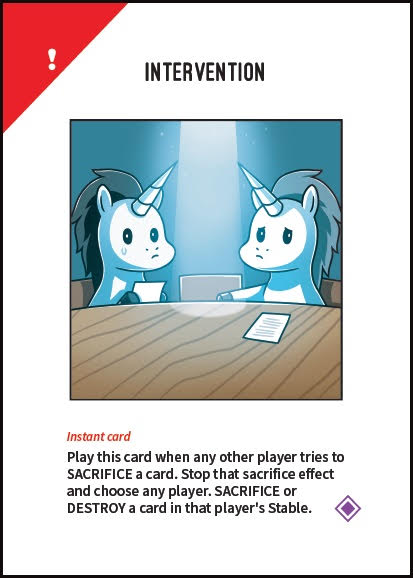 !
INTERVENTION
Instant card
Play this card when any other player tries to
SACRIFICE a card. Stop that sacrifice effect
and choose any player. SACRIFICE or
DESTROY a card in that player's Stable.